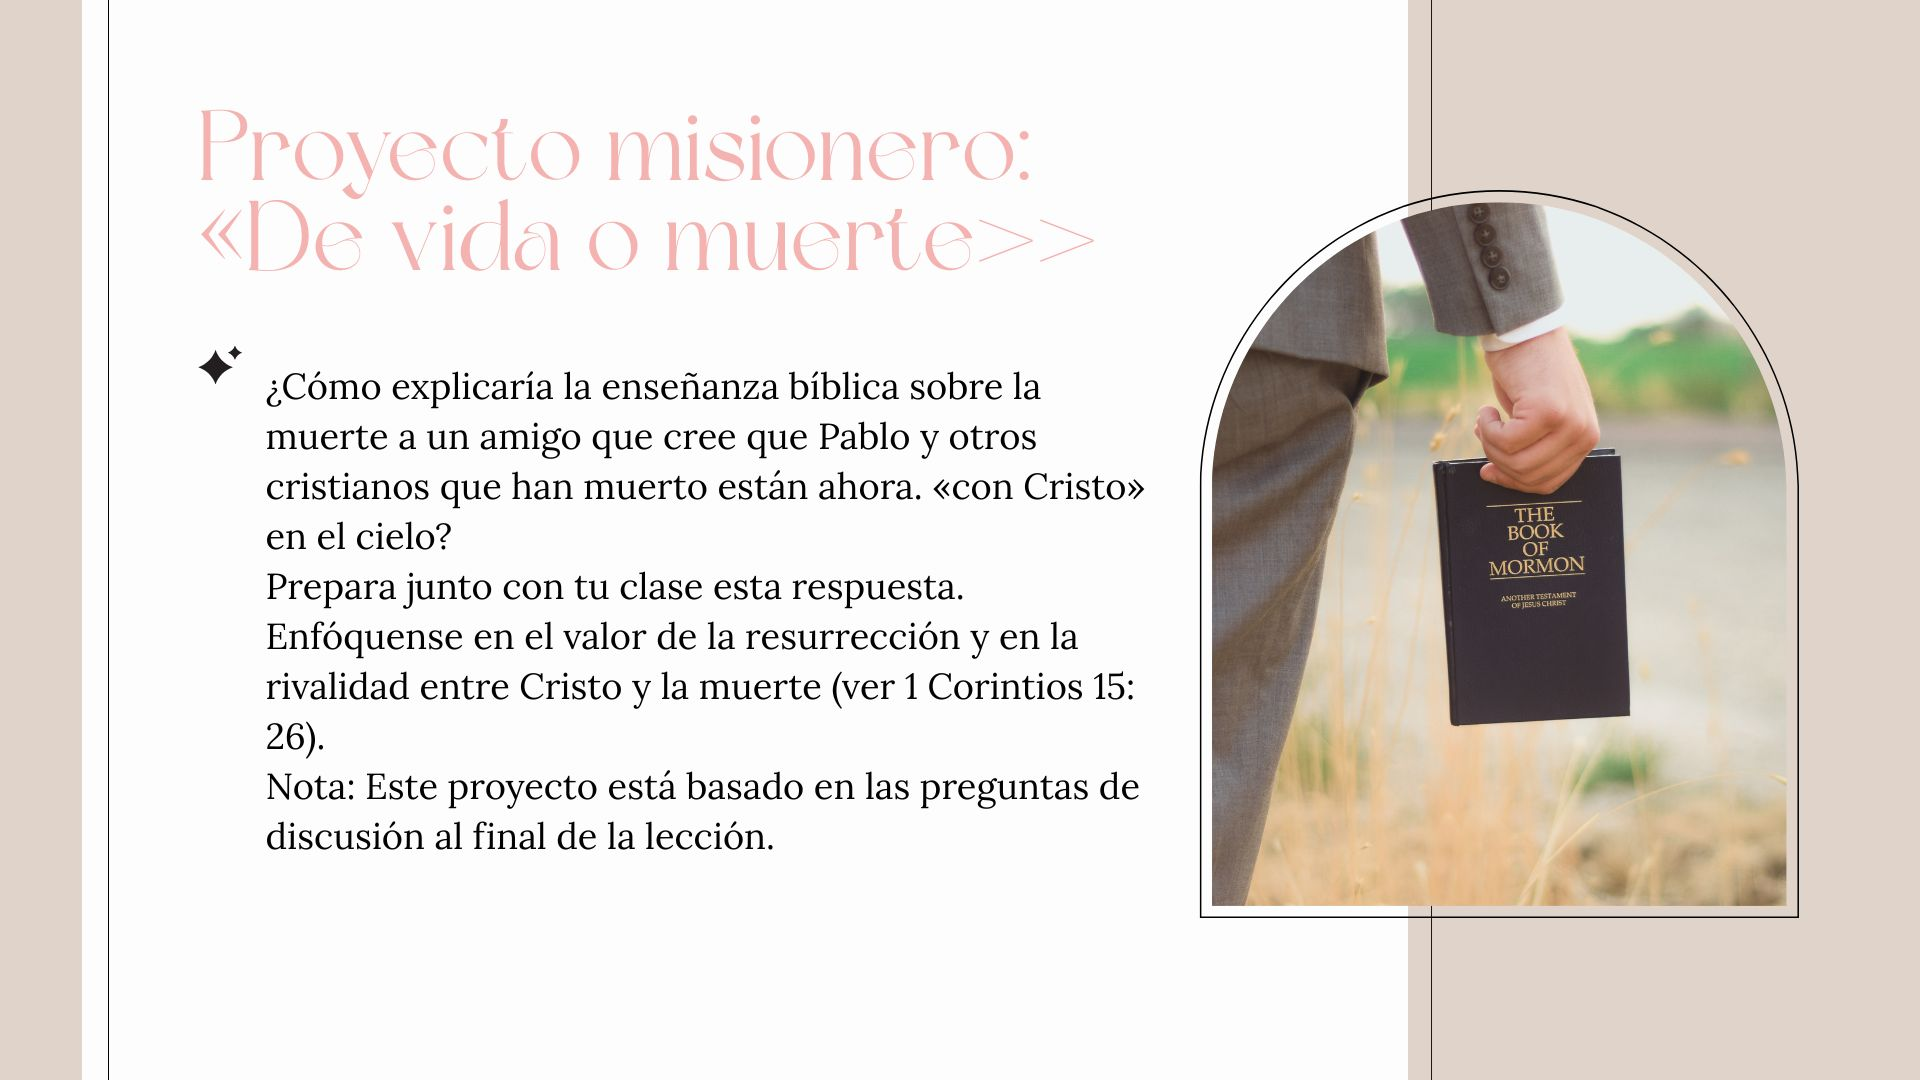 Proyecto misionero:
«De vida o muerte>>
¿Cómo explicaría la enseñanza bíblica sobre la
muerte a un amigo que cree que Pablo y otros
cristianos que han muerto están ahora. «con Cristo»
en el cielo?
Prepara junto con tu clase esta respuesta.
Enfóquense en el valor de la resurrección y en la
rivalidad entre Cristo y la muerte (ver 1 Corintios 15:
26).
Nota: Este proyecto está basado en las preguntas de
discusión al final de la lección.
THE
BOOK
OF
MORMON
ANOTHER TESTAMENT
OF JESUS CHRIST